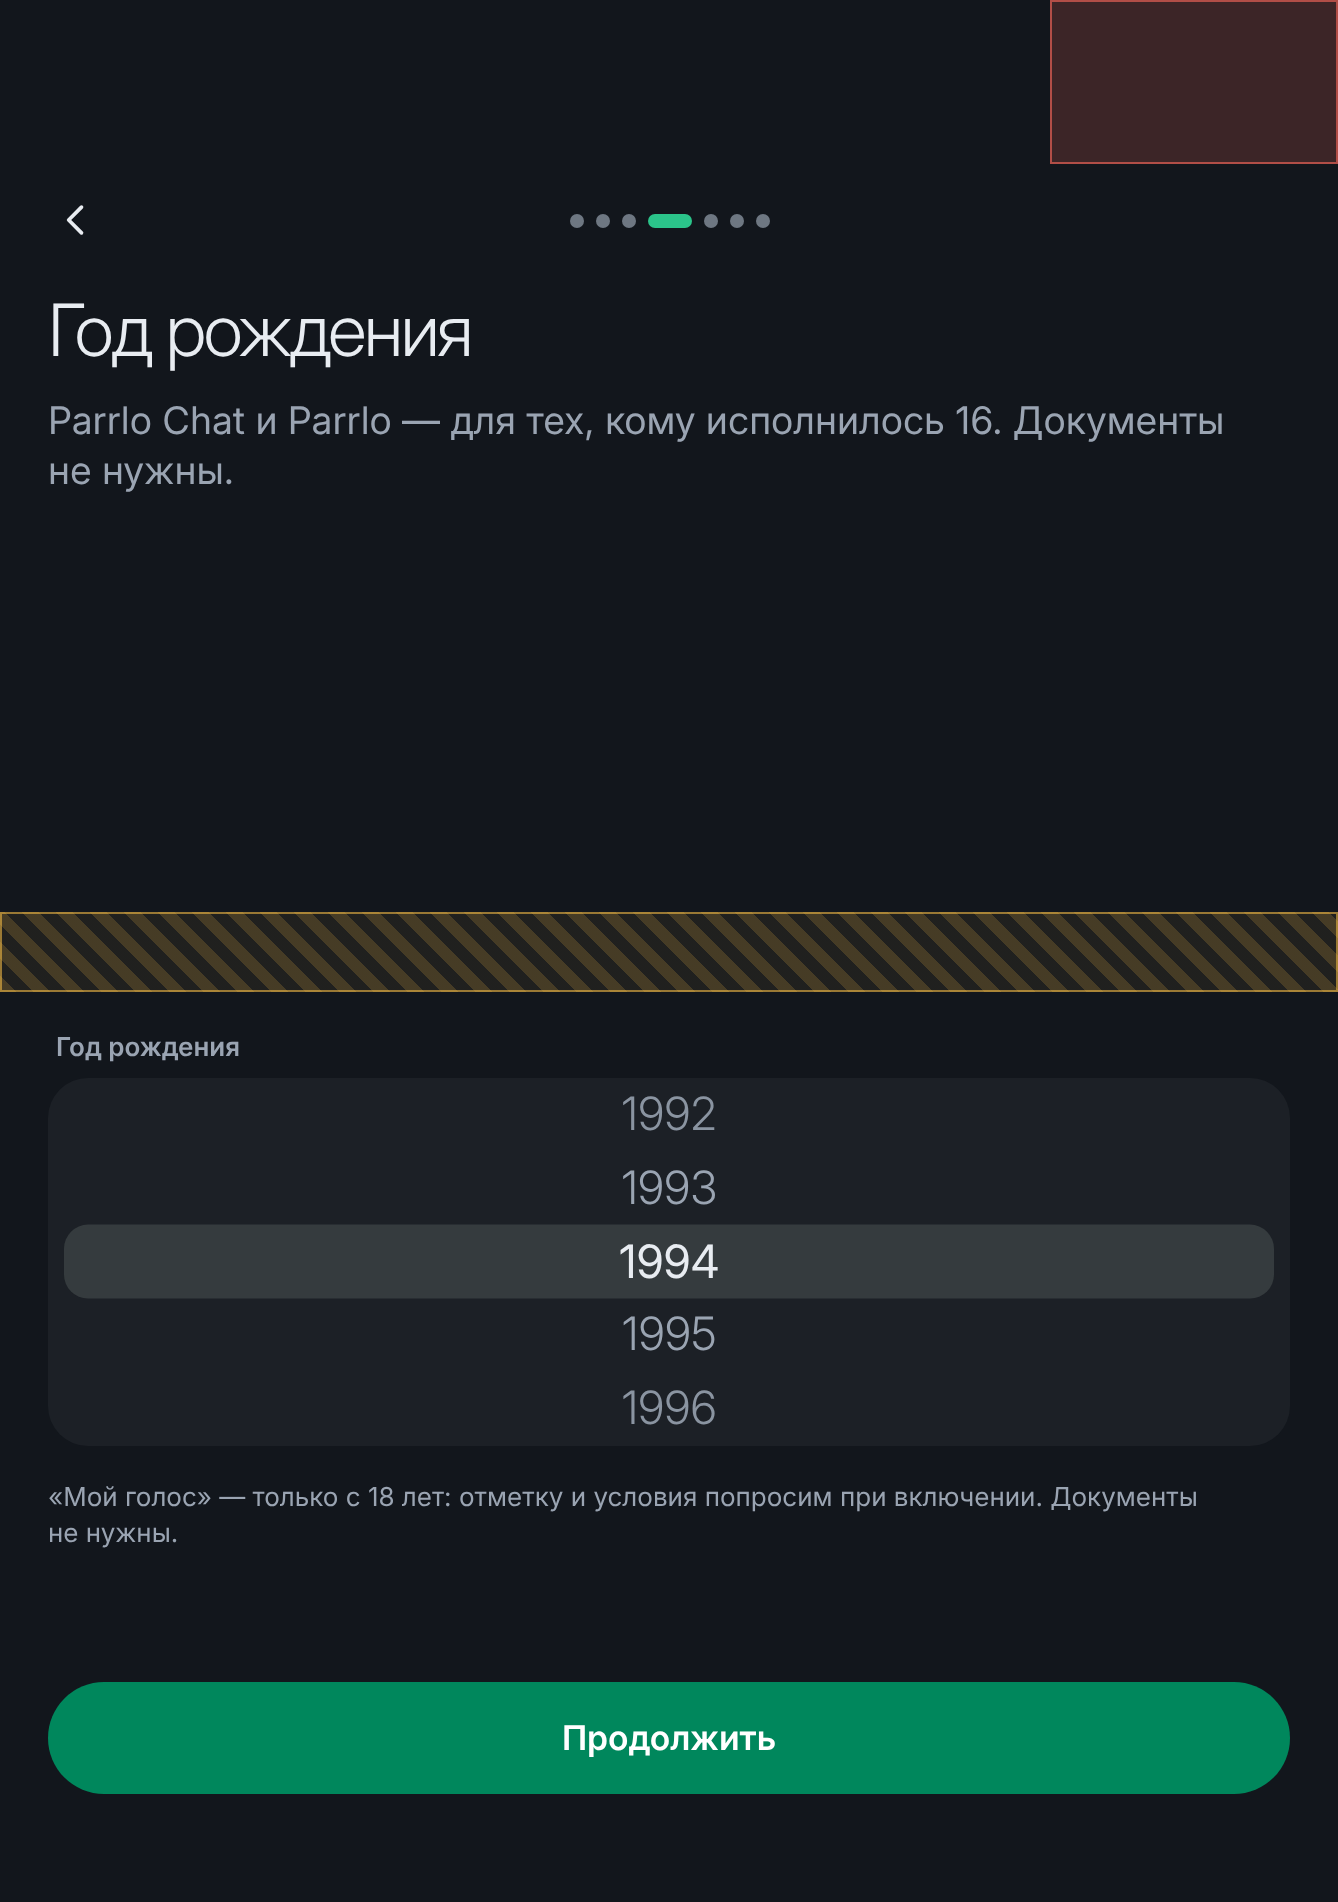 Год рождения
Parrlo Chat и Parrlo — для тех, кому исполнилось 16. Документы
не нужны.
Год рождения
1992
1993
1994
1995
1996
«Мой голос» — только с 18 лет: отметку и условия попросим при включении. Документы
не нужны.
Продолжить